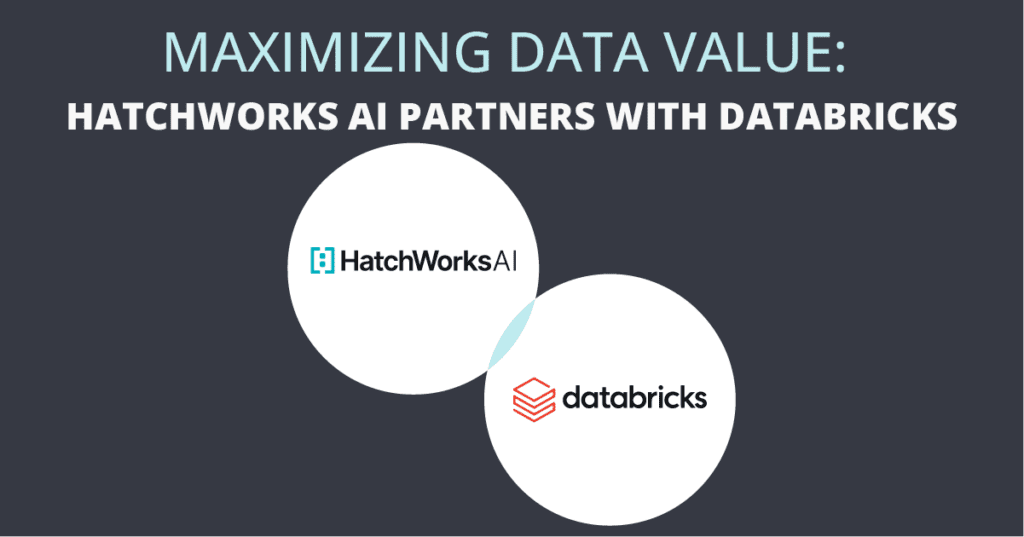 MAXIMIZING DATA VALUE:
HATCHWORKS AI PARTNERS WITH DATABRICKS
HatchWorksAI
databricks